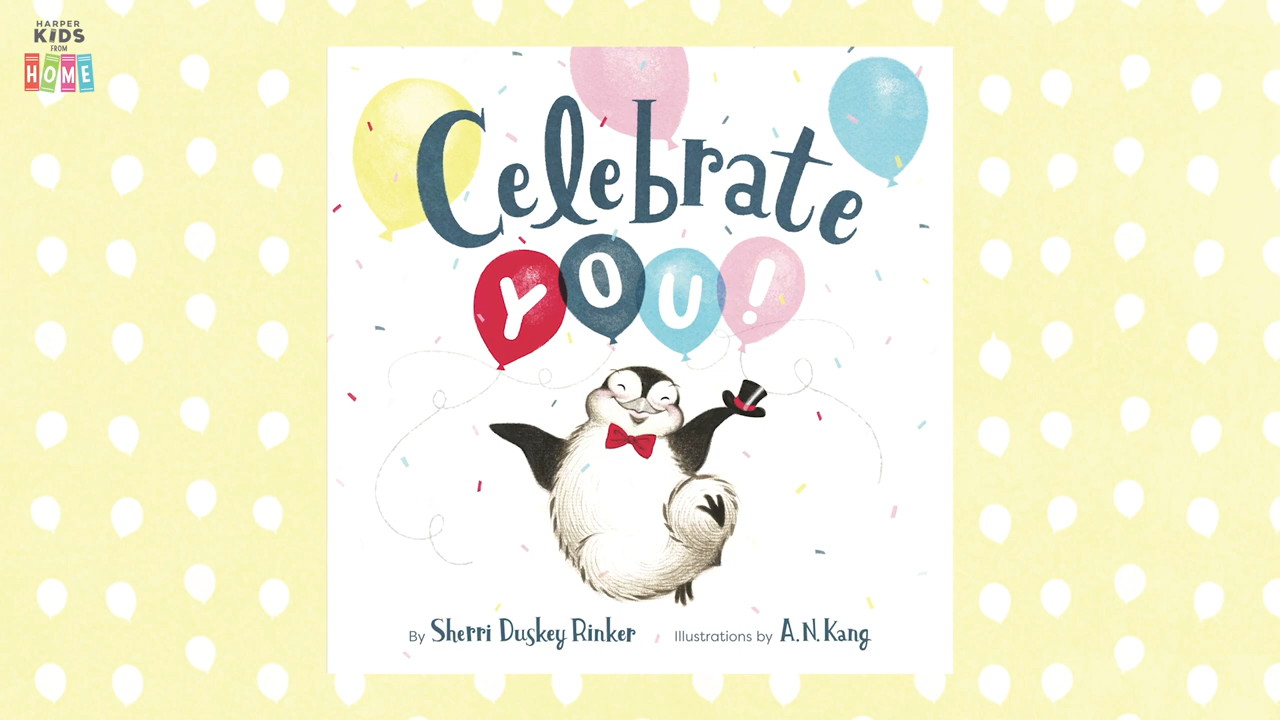 HARPER
KiDS
FROM
HOME
Celebrate
YOU!
By Sherri Duskey Rinker Illustrations by A. N. Kang